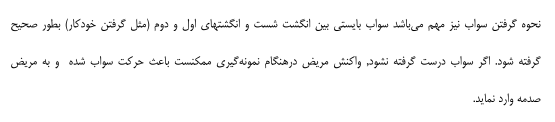 نحوه گرفتن سواب نیز مهم می‌باشد سواب بایستی بین انگشت شست و انگشتهای اول و دوم (مثل گرفتن خودکار) بطور صحیح
گرفته شود. اگر سواب درست گرفته نشود, واکنش مریض درهنگام نمونه‌گیری ممکنست باعث حرکت سواب شده و به مریض
صدمه وارد نماید.